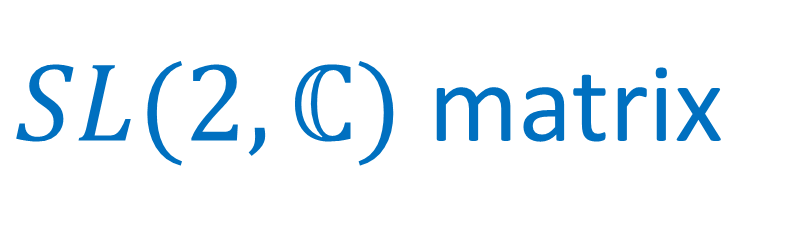 SL(2, ℂ) matrix